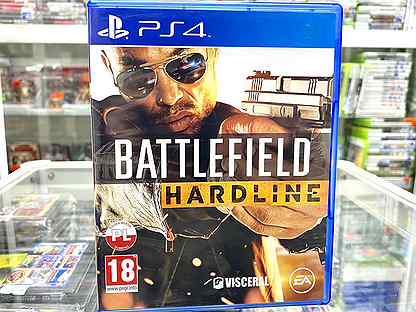 PS4
BATTLEFIELD
HARDLINE
PL
18
www.pegi.info
VISCERAL
EA